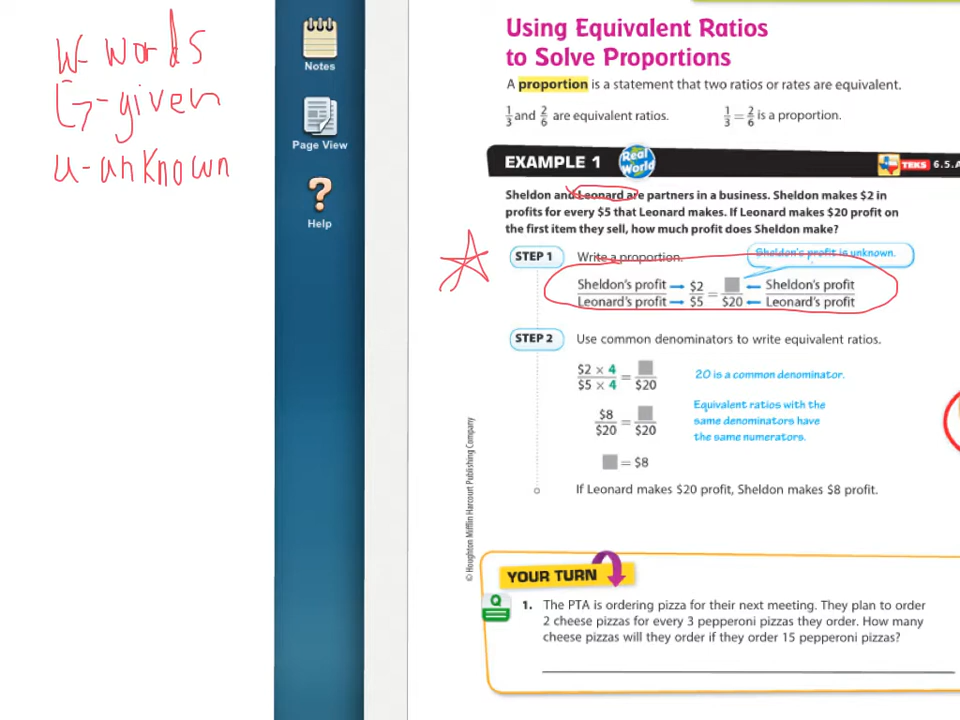 W- words
G- given
u- unknown
Notes
Page View
Help
Using Equivalent Ratios
to Solve Proportions
A proportion is a statement that two ratios or rates are equivalent.
1/3 and 2/6 are equivalent ratios. 1/3 = 2/6 is a proportion.
EXAMPLE 1 Real World TEKS 6.5.A
Sheldon and Leonard are partners in a business. Sheldon makes $2 in
profits for every $5 that Leonard makes. If Leonard makes $20 profit on
the first item they sell, how much profit does Sheldon make?
STEP 1 Write a proportion. Sheldon's profit is unknown.
Sheldon's profit → $2 = ■ ← Sheldon's profit
Leonard's profit → $5 $20 ← Leonard's profit
STEP 2 Use common denominators to write equivalent ratios.
$2 × 4 = ■
$5 × 4 $20
20 is a common denominator.
$8 = ■
$20 $20
Equivalent ratios with the
same denominators have
the same numerators.
■ = $8
If Leonard makes $20 profit, Sheldon makes $8 profit.
© Houghton Mifflin Harcourt Publishing Company
YOUR TURN
Q
1. The PTA is ordering pizza for their next meeting. They plan to order
2 cheese pizzas for every 3 pepperoni pizzas they order. How many
cheese pizzas will they order if they order 15 pepperoni pizzas?